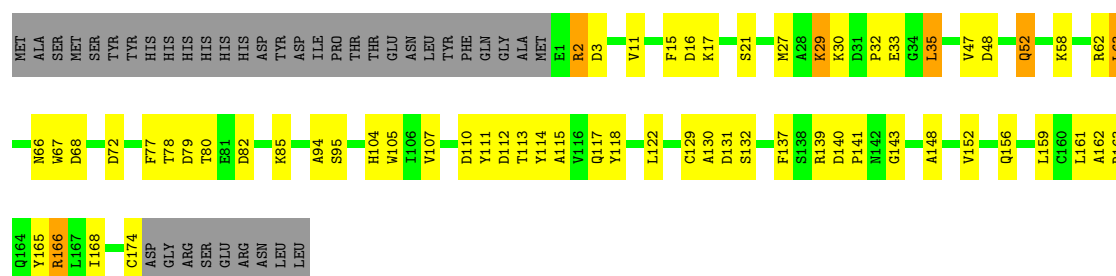 MET ALA SER MET SER TYR TYR HIS HIS HIS HIS HIS HIS ASP TYR ASP ILE PRO THR THR GLU ASN LEU TYR PHE GLN GLY ALA MET E1 R2 D3 V11 F15 D16 K17 S21 M27 A28 K29 K30 D31 P32 E33 G34 L35 V47 D48 Q52 K58 R62
N66 W67 D68 D72 F77 T78 D79 T80 E81 D82 K85 A94 S95 H104 W105 I106 V107 D110 Y111 D112 T113 Y114 A115 V116 Q117 Y118 L122 C129 A130 D131 S132 F137 S138 R139 D140 P141 N142 G143 A148 V152 Q156 L159 C160 L161 A162
Q164 Y165 R166 L167 I168 C174 ASP GLY ARG SER GLU ARG ASN LEU LEU